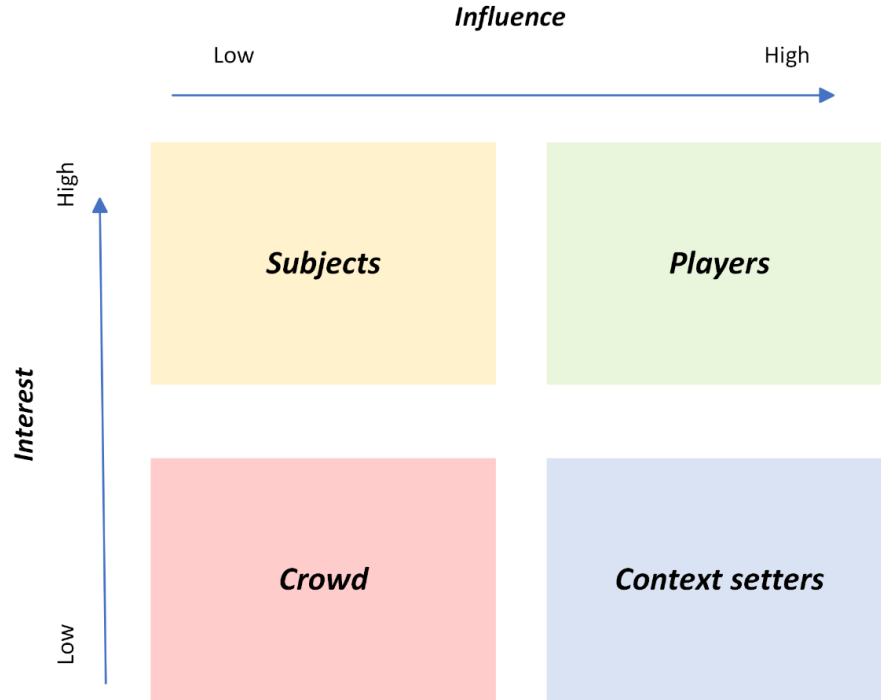 Influence
Low
High
High
Subjects
Players
Interest
Crowd
Context setters
Low